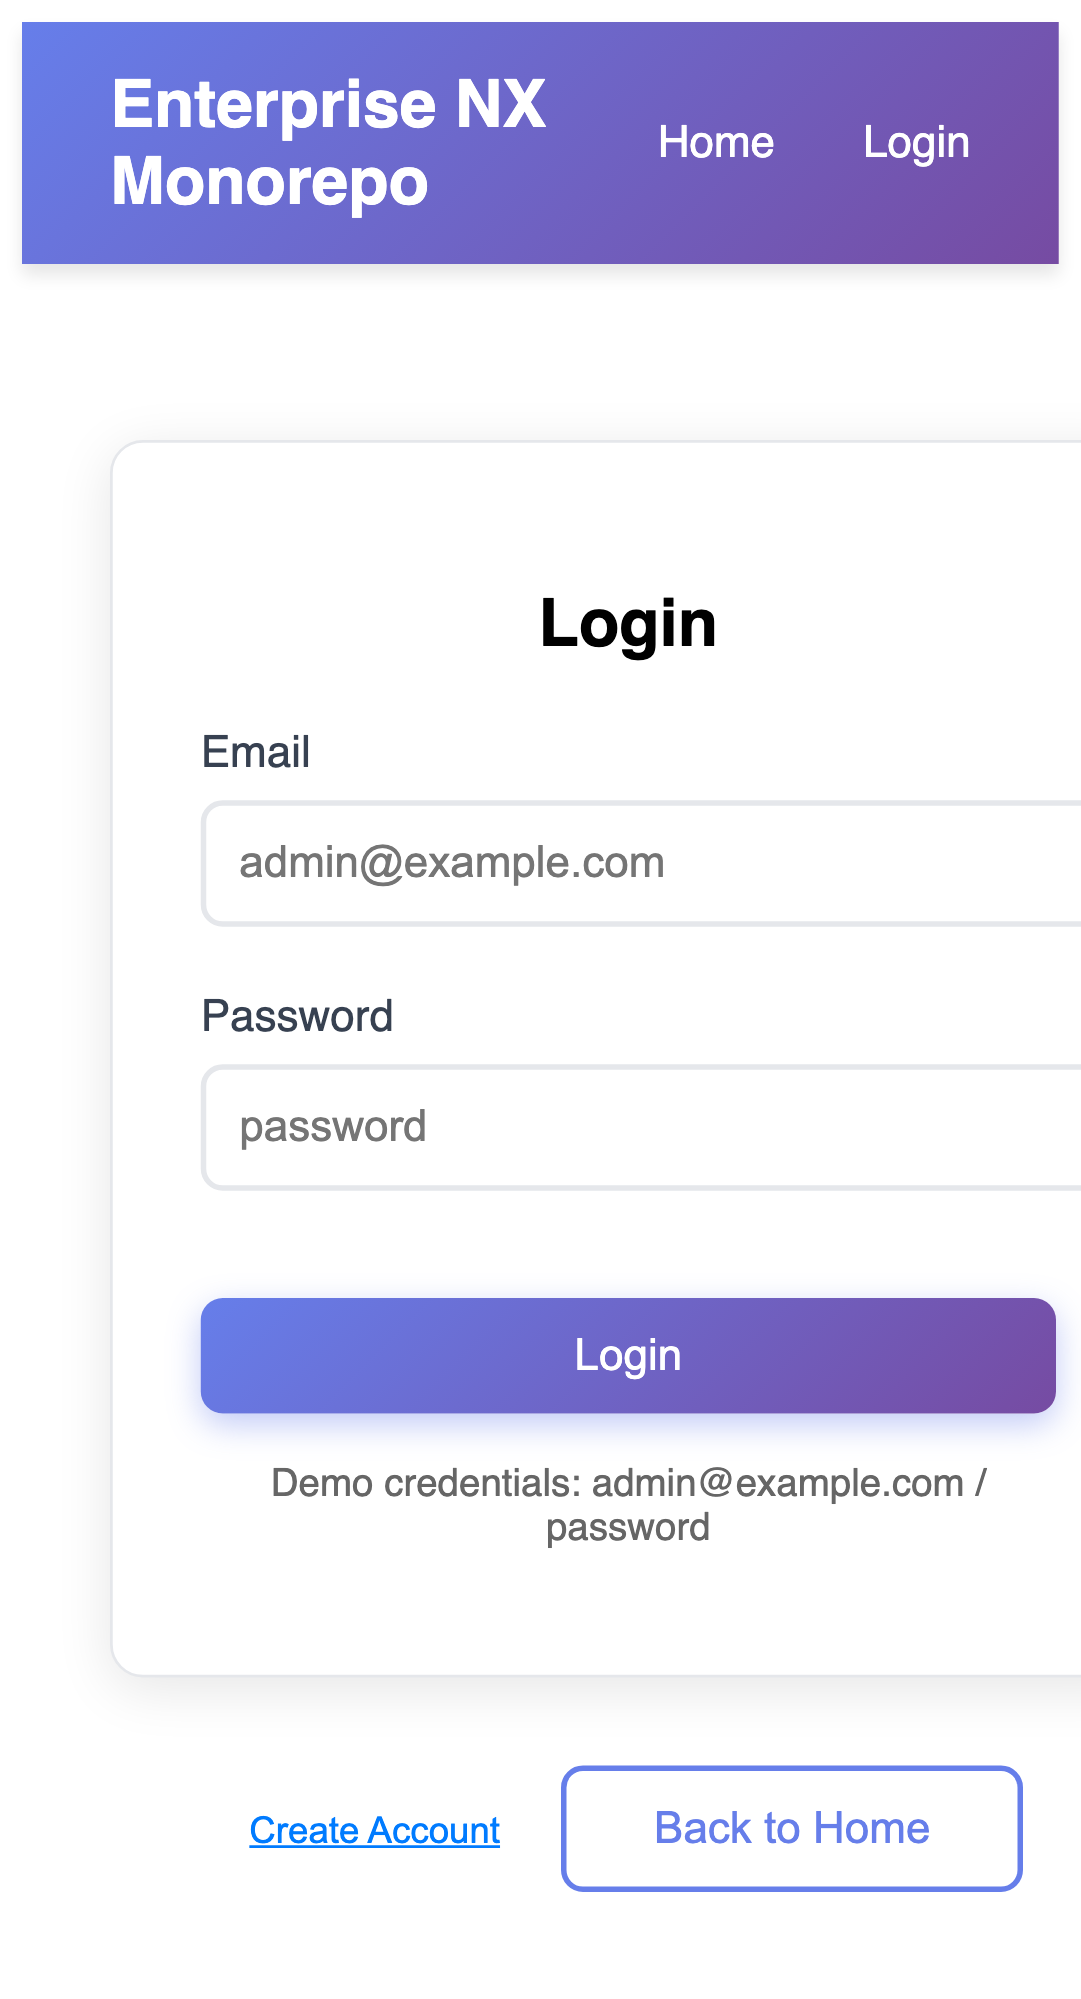 Enterprise NX
Monorepo
Home
Login
Login
Email
admin@example.com
Password
password
Login
Demo credentials: admin@example.com /
password
Create Account
Back to Home